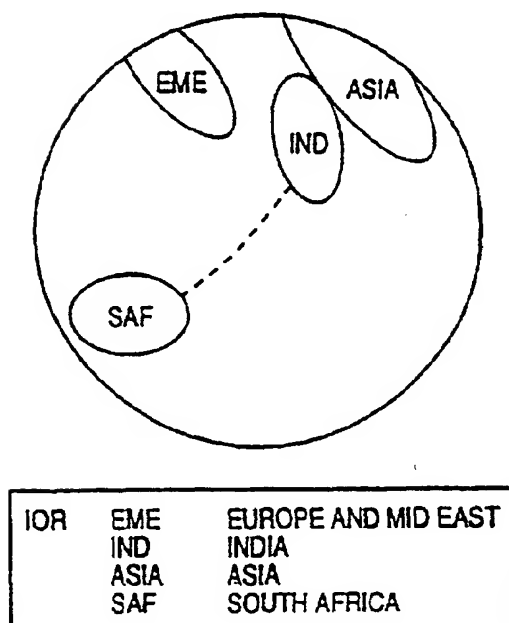 EME
ASIA
IND
SAF
IOR EME EUROPE AND MID EAST
IND INDIA
ASIA ASIA
SAF SOUTH AFRICA